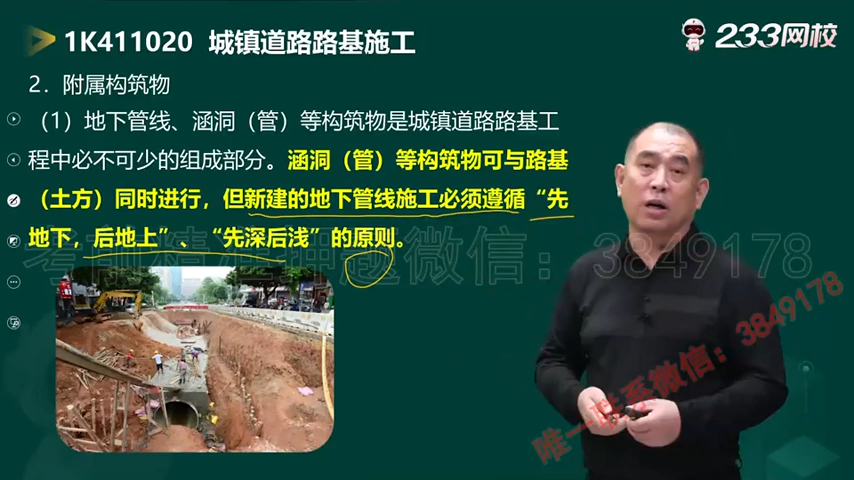 1K411020 城镇道路路基施工
233网校
2．附属构筑物
（1）地下管线、涵洞（管）等构筑物是城镇道路路基工
程中必不可少的组成部分。涵洞（管）等构筑物可与路基
（土方）同时进行，但新建的地下管线施工必须遵循“先
地下，后地上”、“先深后浅”的原则。
微信：3849178
唯一联系微信：3849178